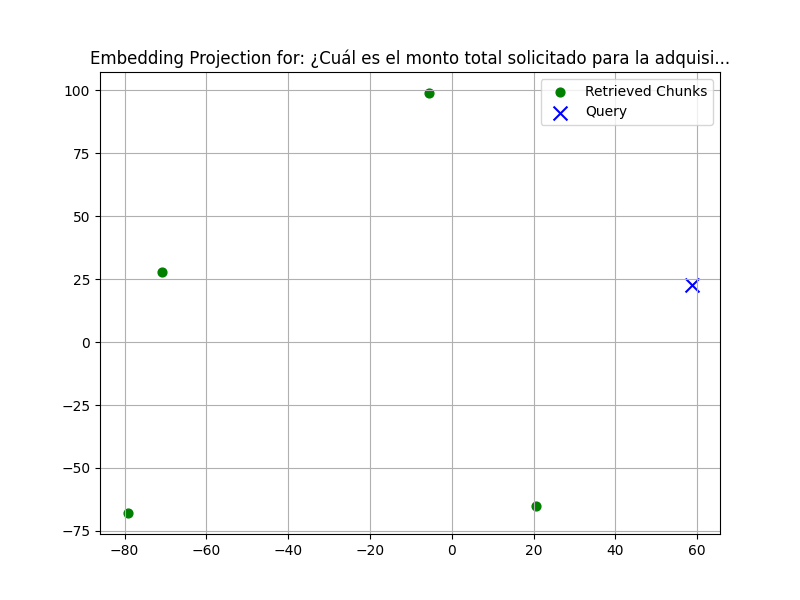 Embedding Projection for: ¿Cuál es el monto total solicitado para la adquisi...
Retrieved Chunks
Query
100
75
50
25
0
−25
−50
−75
−80 −60 −40 −20 0 20 40 60